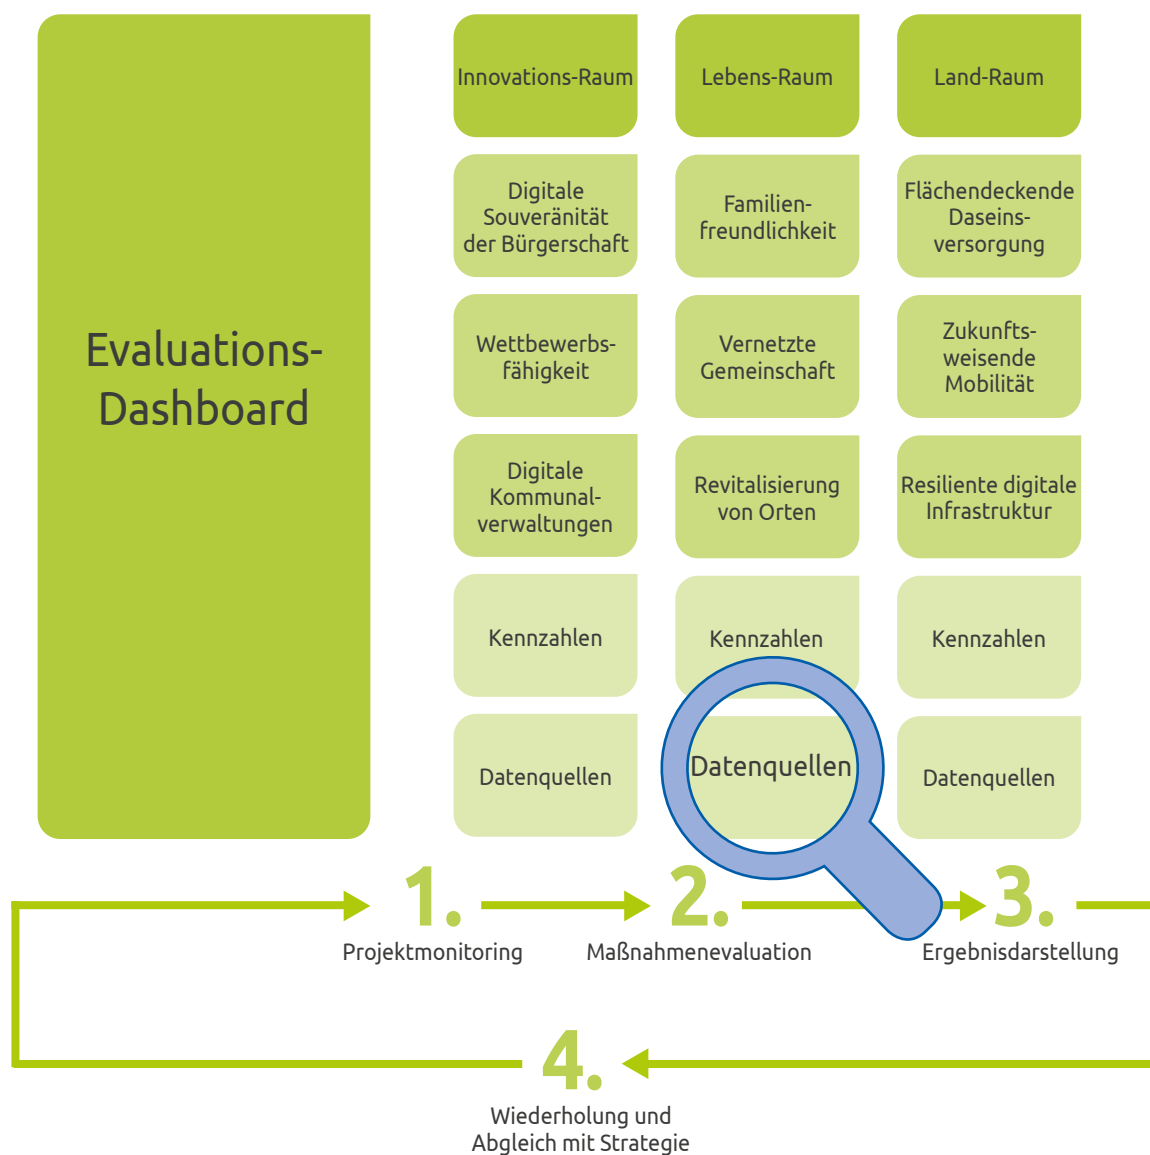 Evaluations-
Dashboard
Innovations-Raum
Lebens-Raum
Land-Raum
Digitale
Souveränität
der Bürgerschaft
Familien-
freundlichkeit
Flächendeckende
Daseins-
versorgung
Wettbewerbs-
fähigkeit
Vernetzte
Gemeinschaft
Zukunfts-
weisende
Mobilität
Digitale
Kommunal-
verwaltungen
Revitalisierung
von Orten
Resiliente digitale
Infrastruktur
Kennzahlen
Kennzahlen
Kennzahlen
Datenquellen
Datenquellen
Datenquellen
1.
Projektmonitoring
2.
Maßnahmenevaluation
3.
Ergebnisdarstellung
4.
Wiederholung und
Abgleich mit Strategie